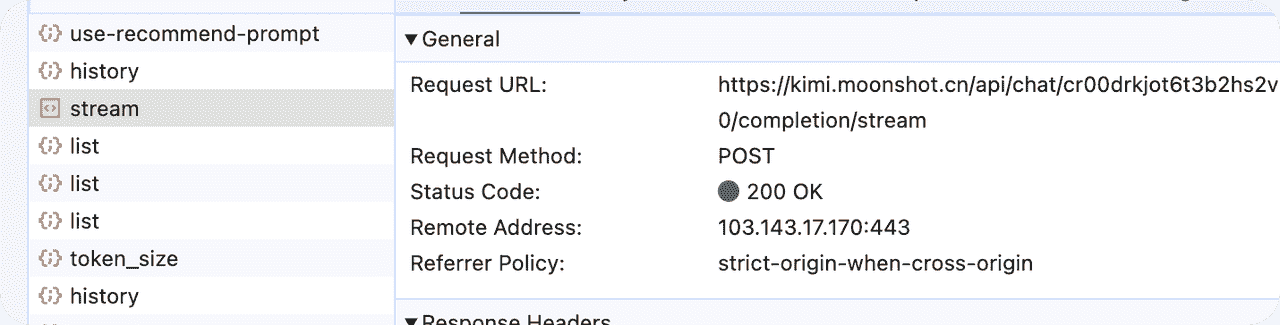 use-recommend-prompt
history
stream
list
list
list
token_size
history
▼General
Request URL: https://kimi.moonshot.cn/api/chat/cr00drkjot6t3b2hs2v
0/completion/stream
Request Method: POST
Status Code: 200 OK
Remote Address: 103.143.17.170:443
Referrer Policy: strict-origin-when-cross-origin
▼Response Headers